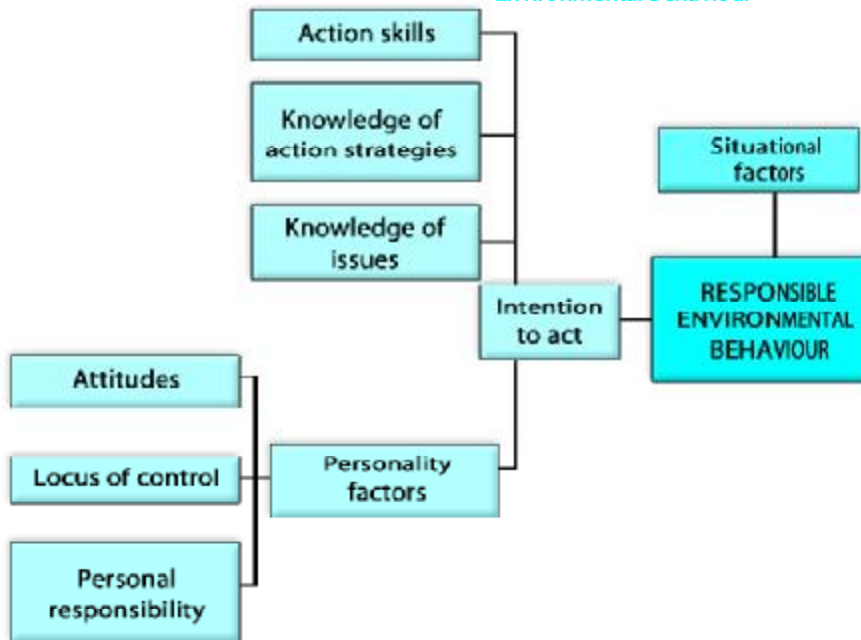 Action skills
Knowledge of
action strategies
Knowledge of
issues
Situational
factors
Intention
to act
RESPONSIBLE
ENVIRONMENTAL
BEHAVIOUR
Attitudes
Locus of control
Personal
responsibility
Personality
factors